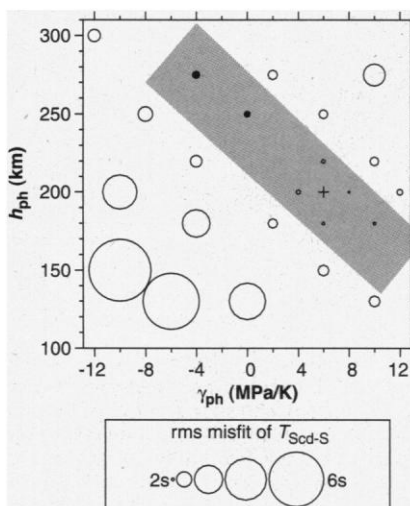 300
250
200
150
100
h_ph (km)
-12 -8 -4 0 4 8 12
γ_ph (MPa/K)
rms misfit of T_Scd-S
2s 6s